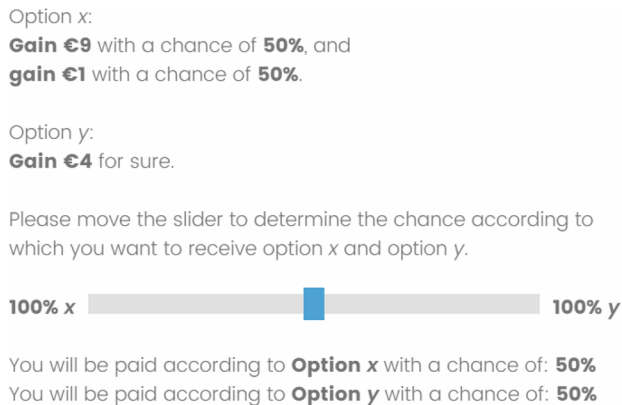 Option x:
Gain €9 with a chance of 50%, and
gain €1 with a chance of 50%.
Option y:
Gain €4 for sure.
Please move the slider to determine the chance according to
which you want to receive option x and option y.
100% x 100% y
You will be paid according to Option x with a chance of: 50%
You will be paid according to Option y with a chance of: 50%